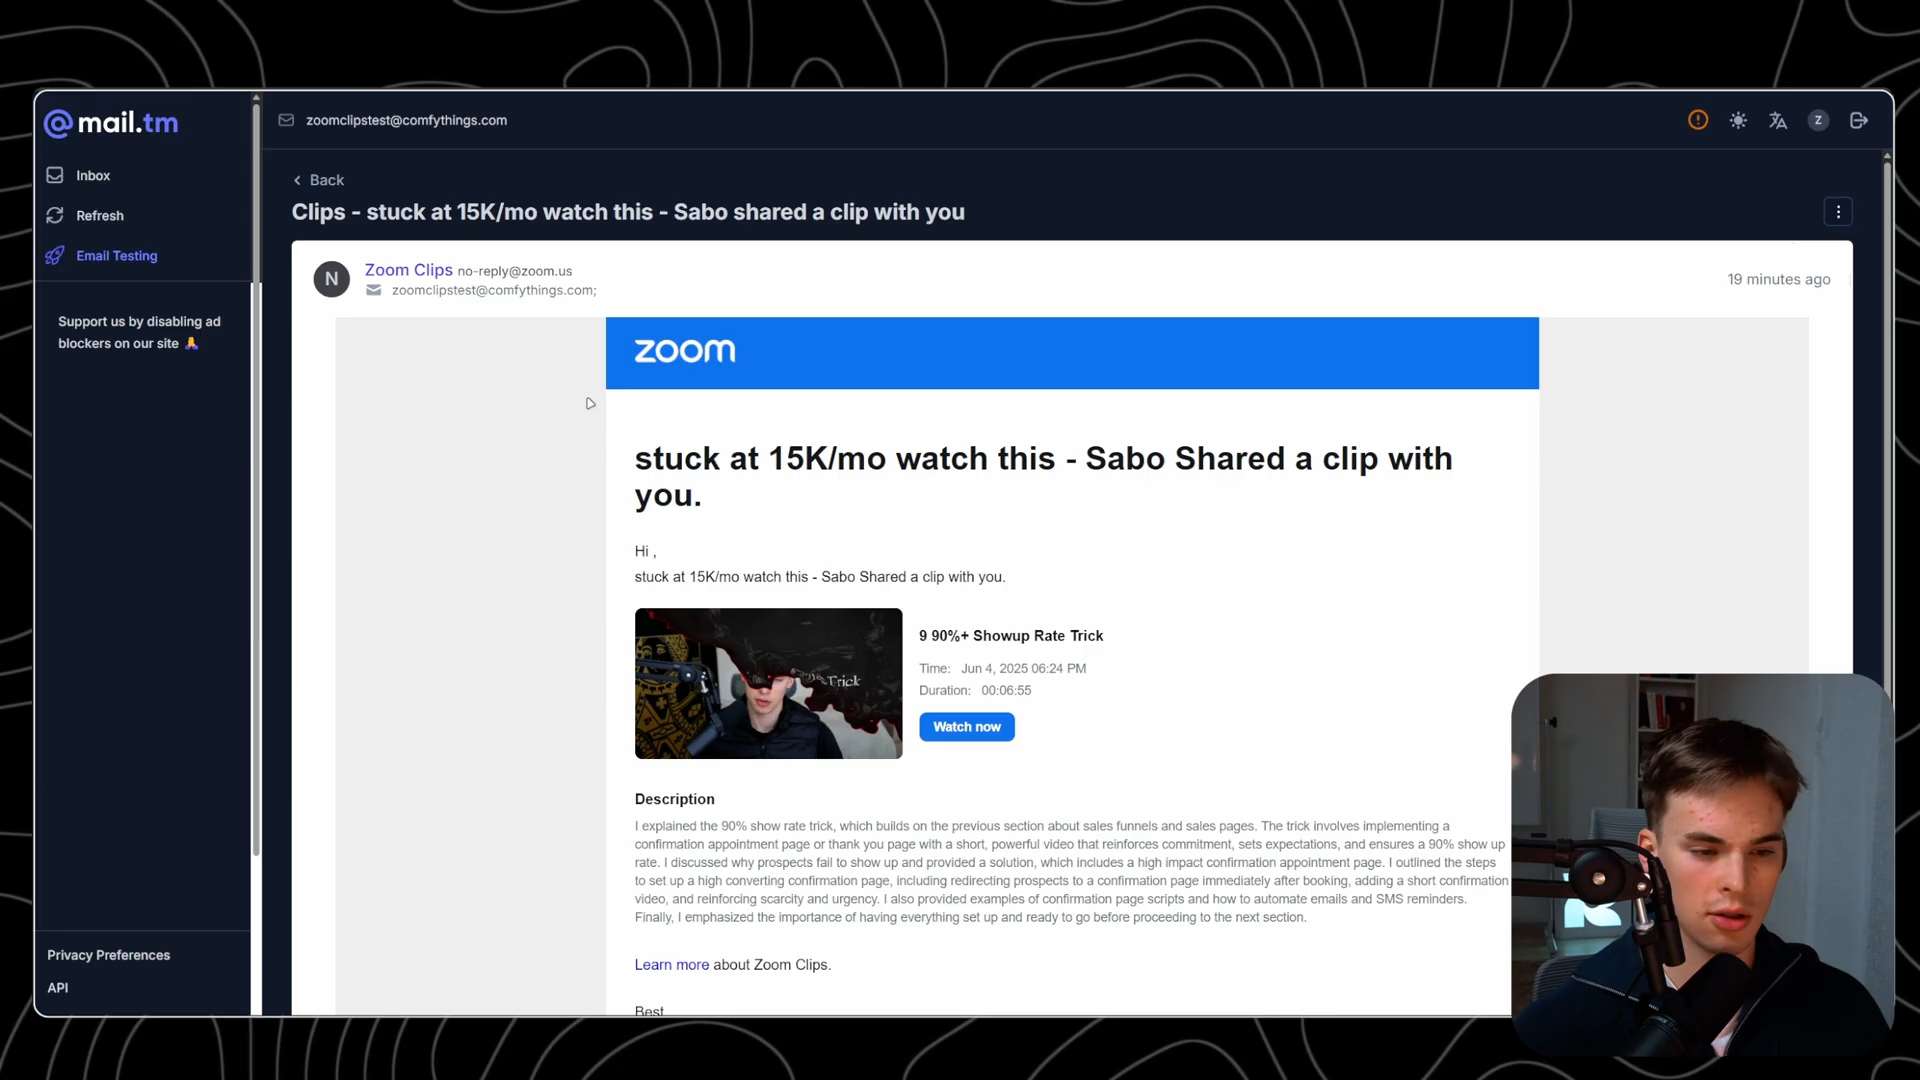 @mail.tm
Inbox
Refresh
Email Testing
Support us by disabling ad
blockers on our site
Privacy Preferences
API
zoomclipstest@comfythings.com
Z
Back
Clips - stuck at 15K/mo watch this - Sabo shared a clip with you
N
Zoom Clips no-reply@zoom.us
zoomclipstest@comfythings.com;
19 minutes ago
zoom
stuck at 15K/mo watch this - Sabo Shared a clip with
you.
Hi ,
stuck at 15K/mo watch this - Sabo Shared a clip with you.
Trick
9 90%+ Showup Rate Trick
Time: Jun 4, 2025 06:24 PM
Duration: 00:06:55
Watch now
Description
I explained the 90% show rate trick, which builds on the previous section about sales funnels and sales pages. The trick involves implementing a
confirmation appointment page or thank you page with a short, powerful video that reinforces commitment, sets expectations, and ensures a 90% show up
rate. I discussed why prospects fail to show up and provided a solution, which includes a high impact confirmation appointment page. I outlined the steps
to set up a high converting confirmation page, including redirecting prospects to a confirmation page immediately after booking, adding a short confirmation
video, and reinforcing scarcity and urgency. I also provided examples of confirmation page scripts and how to automate emails and SMS reminders.
Finally, I emphasized the importance of having everything set up and ready to go before proceeding to the next section.
Learn more about Zoom Clips.
Best